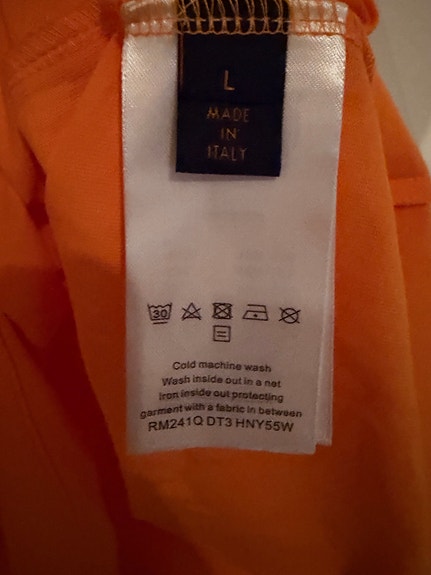 L
MADE
IN
ITALY
30
Cold machine wash
Wash inside out in a net
Iron inside out protecting
garment with a fabric in between
RM241Q DT3 HNY55W